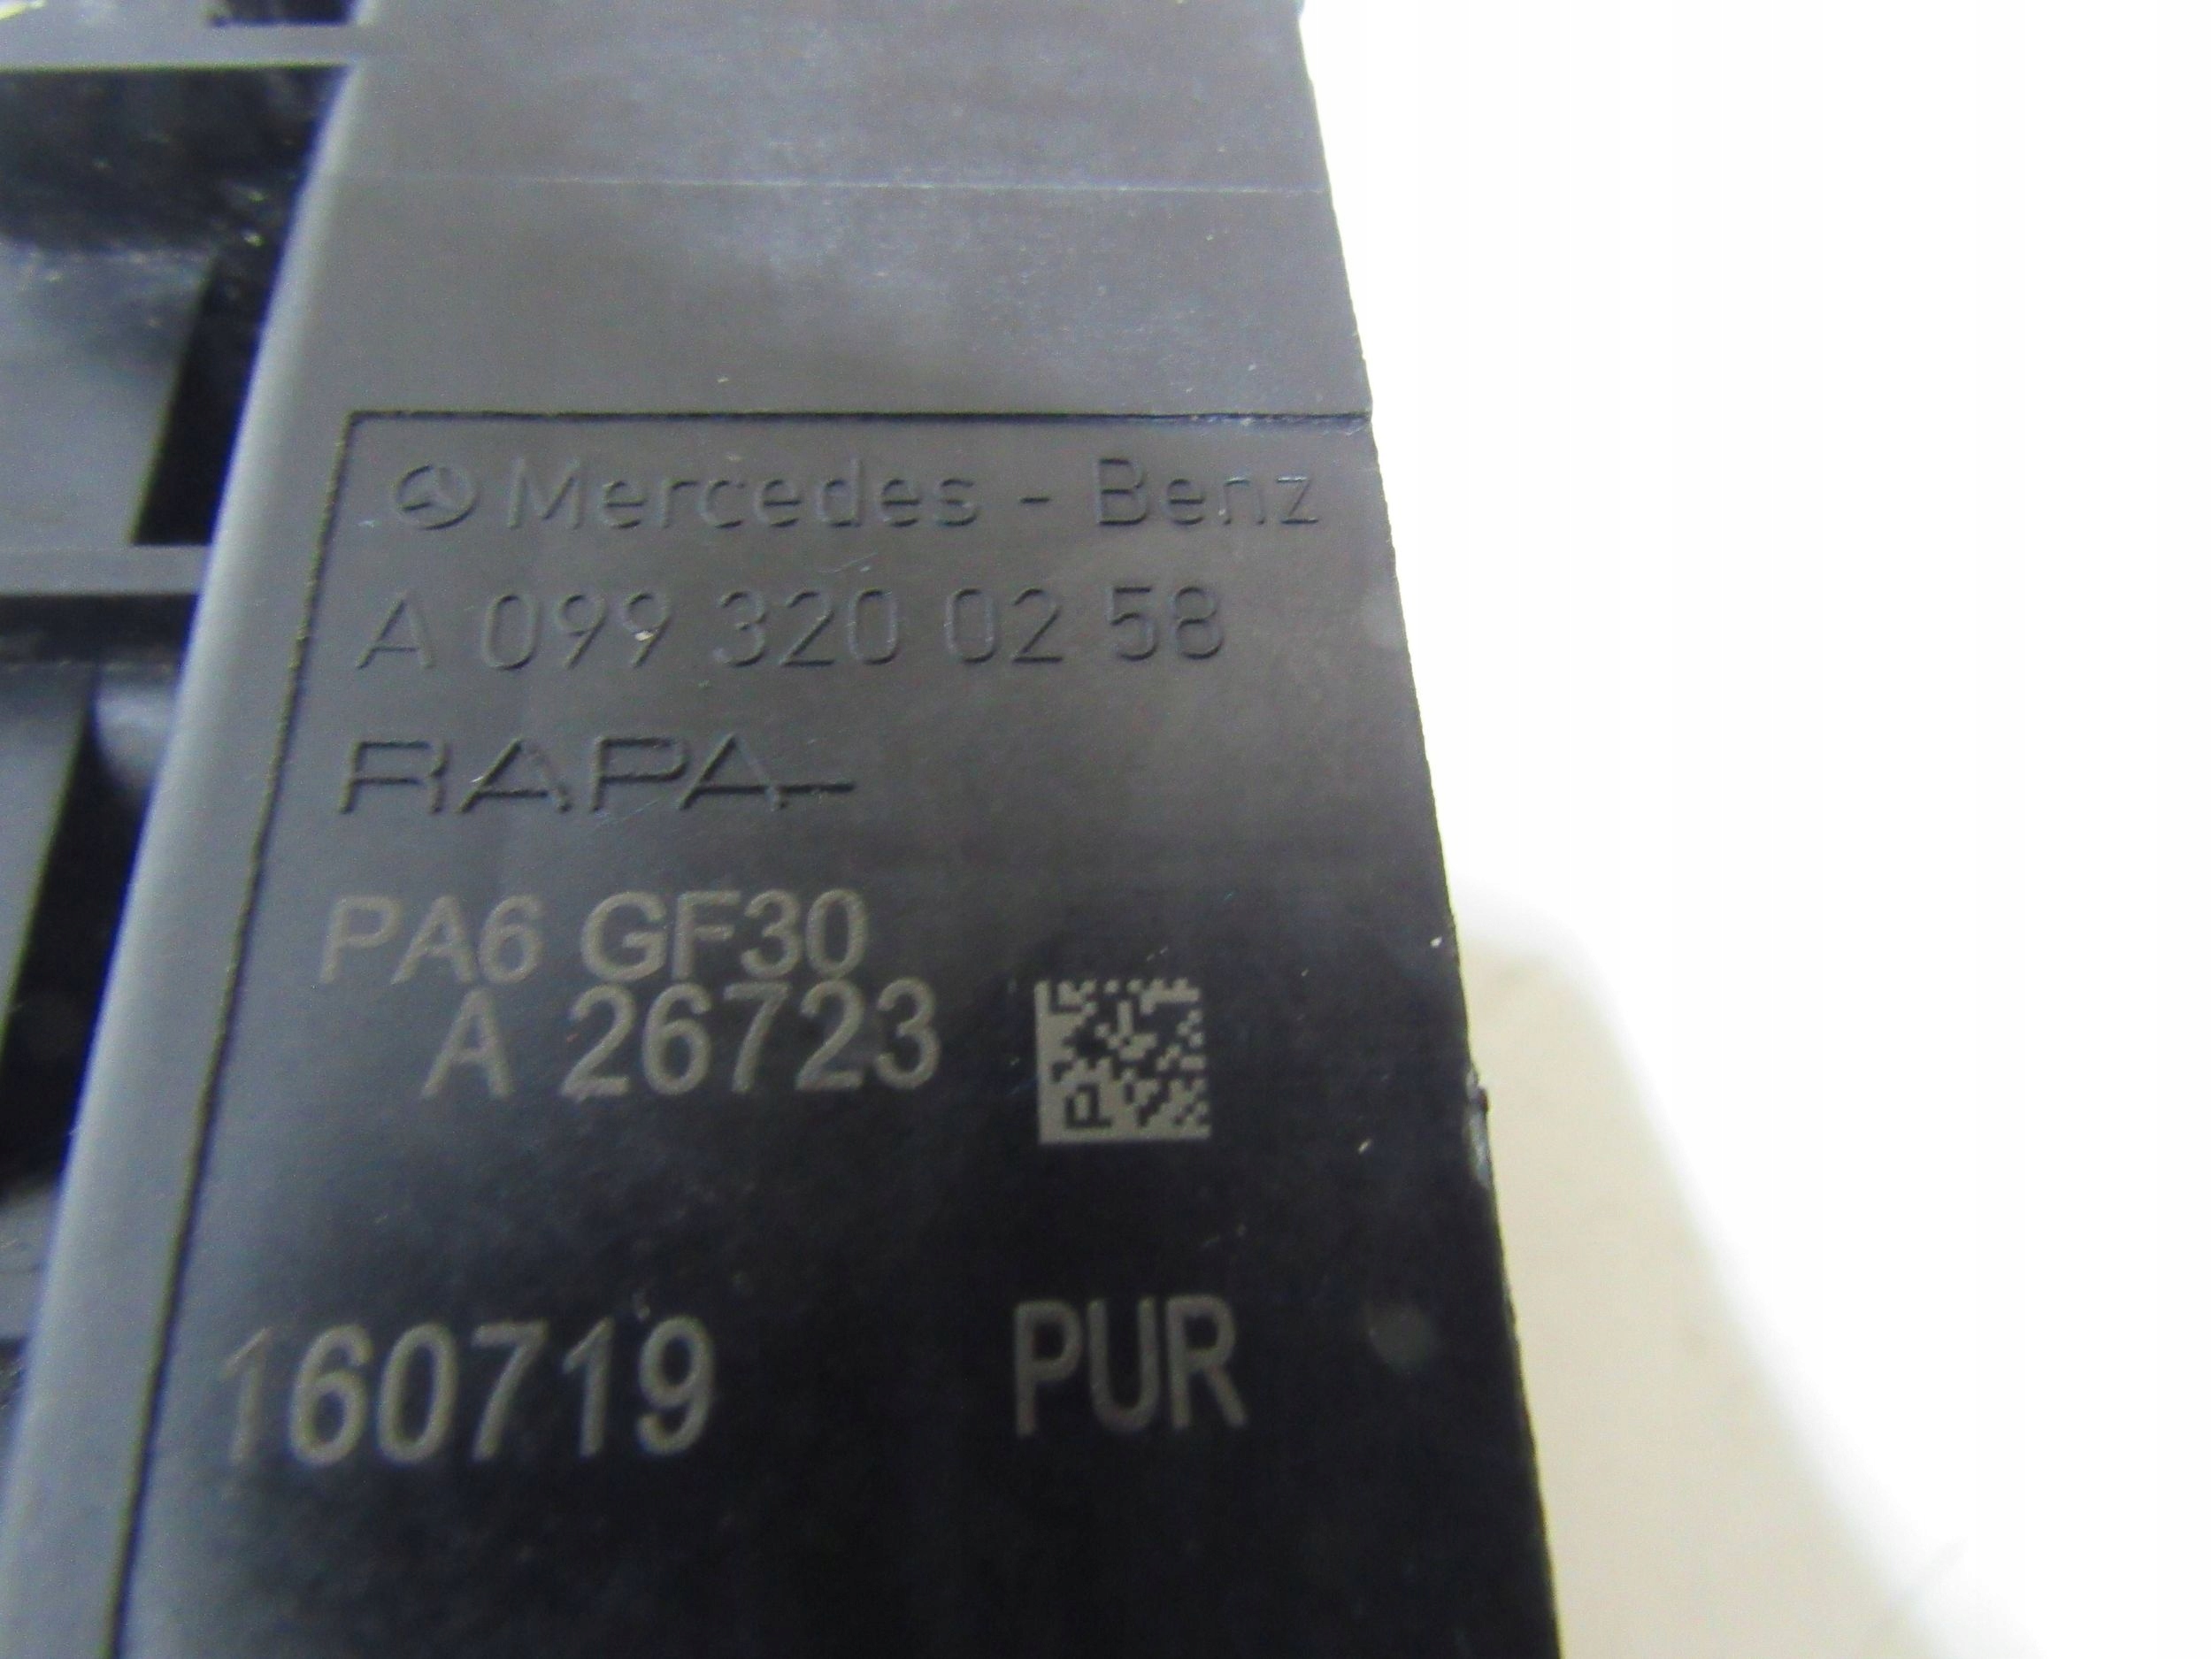 Mercedes - Benz
A 099 320 02 58
RAPA
PA6 GF30
A 26723
160719 PUR